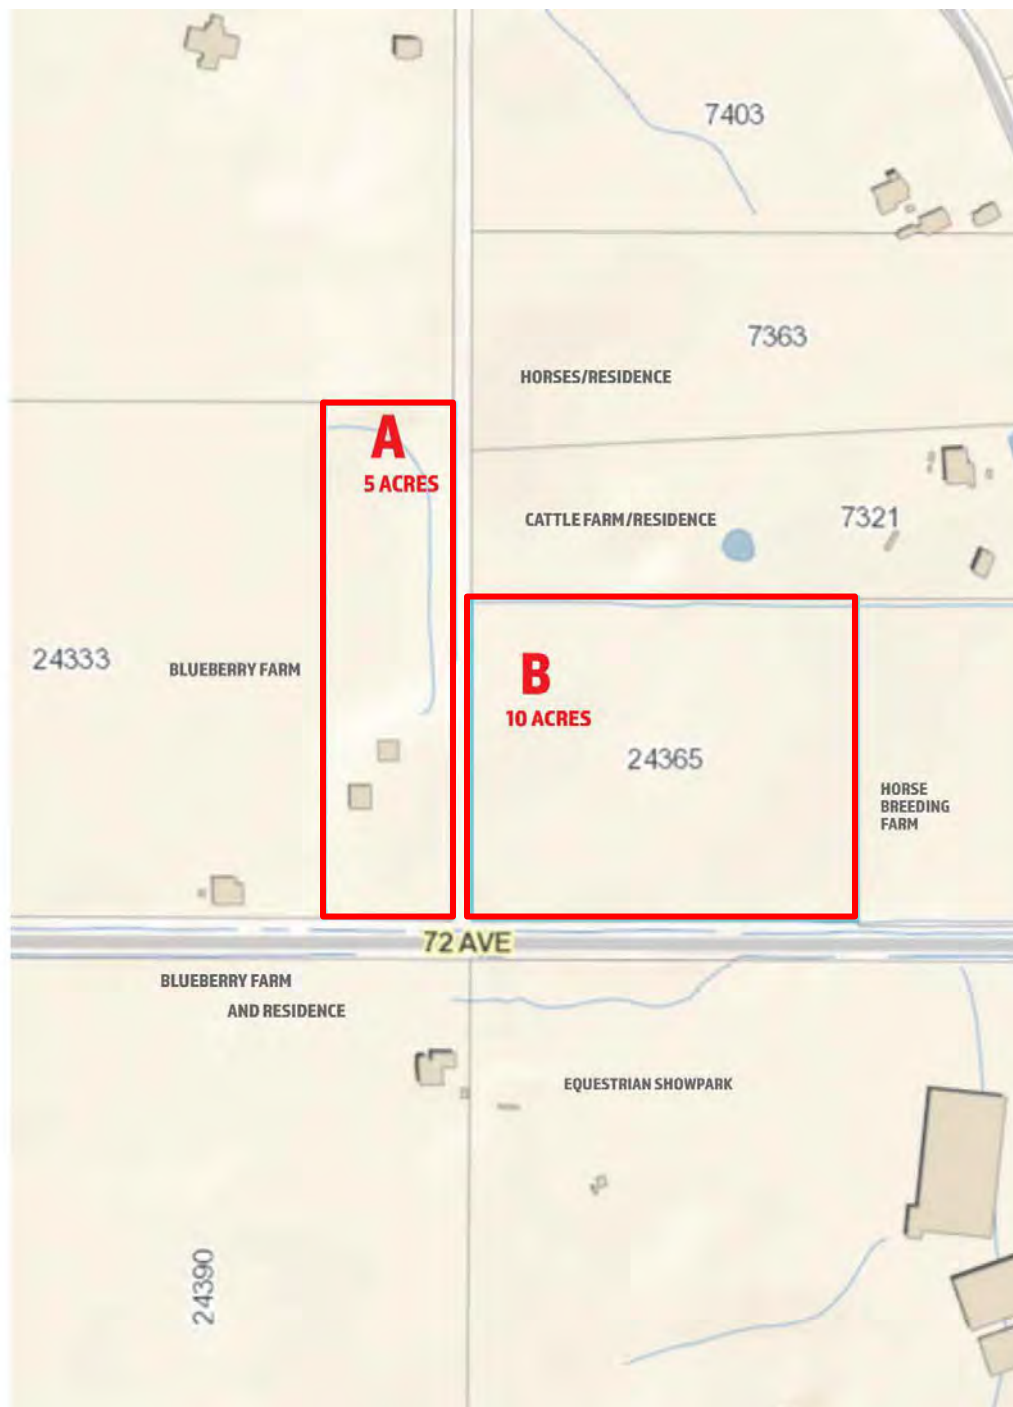 7403
7363
HORSES/RESIDENCE
A
5 ACRES
CATTLE FARM/RESIDENCE
7321
24333
BLUEBERRY FARM
B
10 ACRES
24365
HORSE
BREEDING
FARM
72 AVE
BLUEBERRY FARM
AND RESIDENCE
EQUESTRIAN SHOWPARK
24390